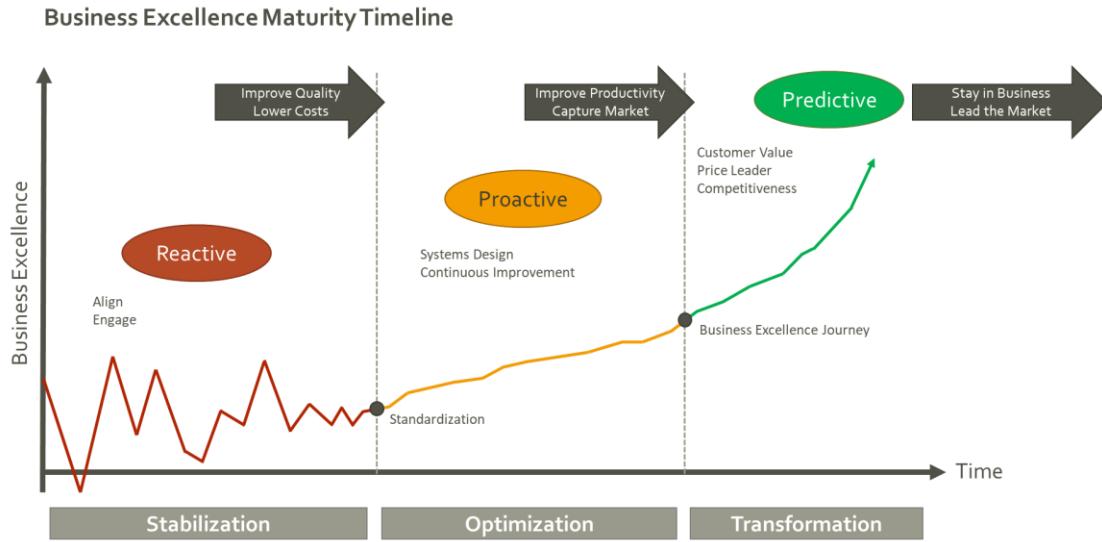 Business Excellence Maturity Timeline
Improve Quality
Lower Costs
Improve Productivity
Capture Market
Predictive
Stay in Business
Lead the Market
Customer Value
Price Leader
Competitiveness
Proactive
Systems Design
Continuous Improvement
Reactive
Align
Engage
Business Excellence
Business Excellence Journey
Standardization
Time
Stabilization
Optimization
Transformation